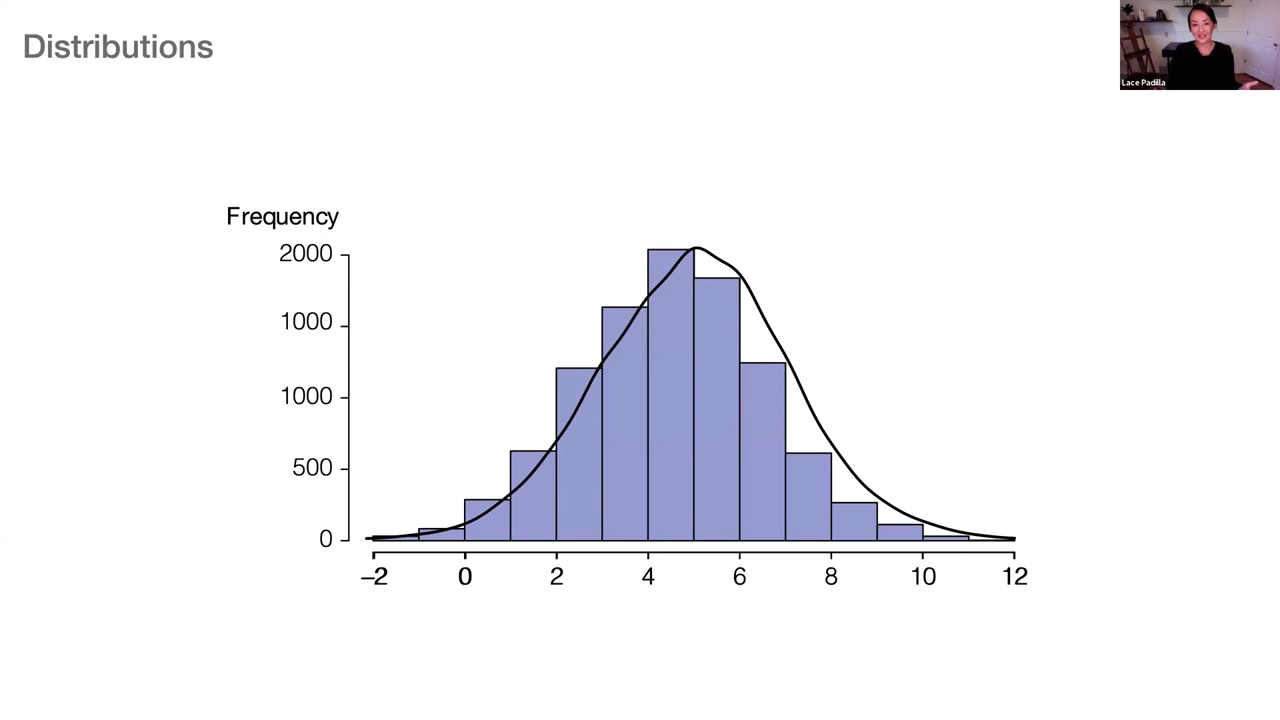 Distributions
Lace Padilla
Frequency
2000
1000
1000
500
0
–2 0 2 4 6 8 10 12